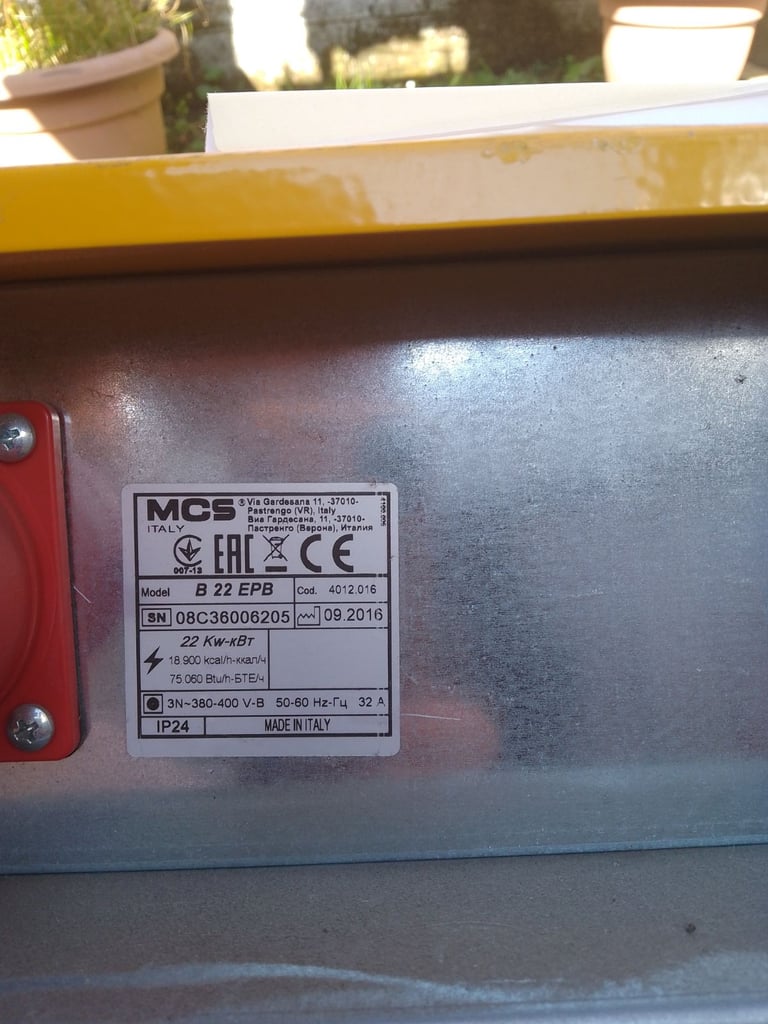 MCS ® Via Gardesana 11, -37010-
Pastrengo (VR), Italy
ITALY Виа Гардесана, 11, -37010-
Пастренго (Верона), Италия
007-13 EAC CE
Model B 22 EPB Cod. 4012.016
SN 08C36006205 09.2016
22 Kw-кВт
18.900 kcal/h-ккал/ч
75.060 Btu/h-БТЕ/ч
3N~380-400 V-В 50-60 Hz-Гц 32 A
IP24 MADE IN ITALY